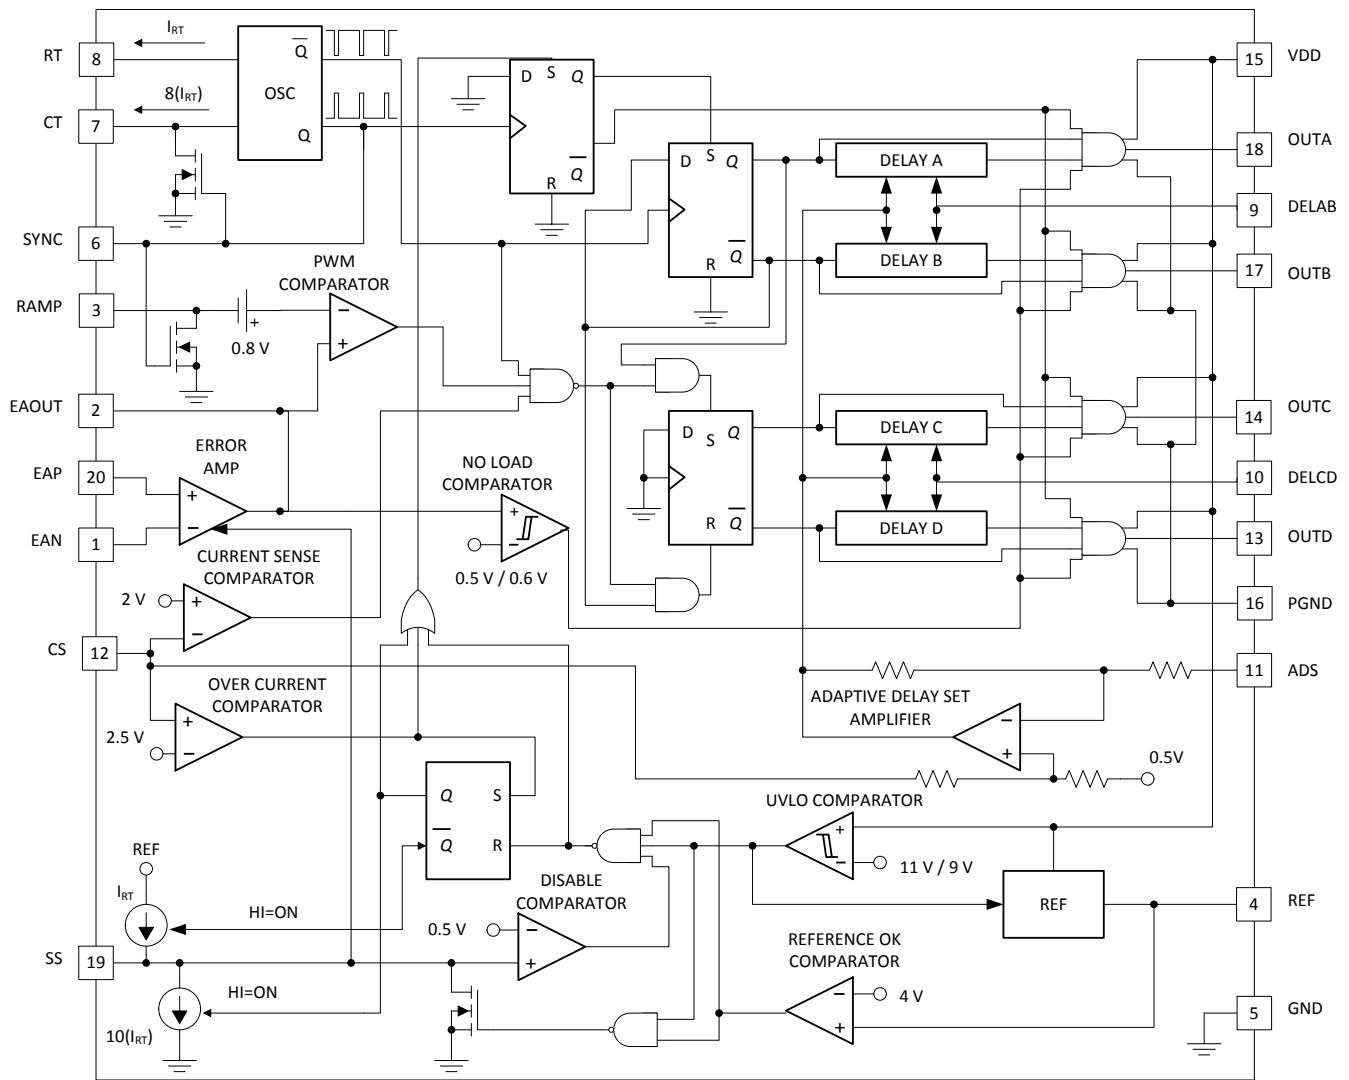 I_RT
RT 8
Q̅
15 VDD
D S Q
OSC
8(I_RT)
CT 7
Q
D S Q
DELAY A
18 OUTA
Q̅
R
9 DELAB
SYNC 6
PWM
COMPARATOR
Q̅
R
DELAY B
17 OUTB
RAMP 3
−
+
+
0.8 V
EAOUT 2
14 OUTC
D S Q
DELAY C
ERROR
AMP
NO LOAD
COMPARATOR
EAP 20
10 DELCD
+
−
+
−
R Q̅
DELAY D
13 OUTD
EAN 1
CURRENT SENSE
COMPARATOR
0.5 V / 0.6 V
2 V
+
−
16 PGND
CS 12
11 ADS
OVER CURRENT
COMPARATOR
ADAPTIVE DELAY SET
AMPLIFIER
+
−
2.5 V
−
+
0.5V
Q S
UVLO COMPARATOR
+
−
Q̅ R
11 V / 9 V
REF
DISABLE
COMPARATOR
I_RT
HI=ON
0.5 V
−
+
REF
4 REF
REFERENCE OK
COMPARATOR
SS 19
HI=ON
−
+
4 V
5 GND
10(I_RT)